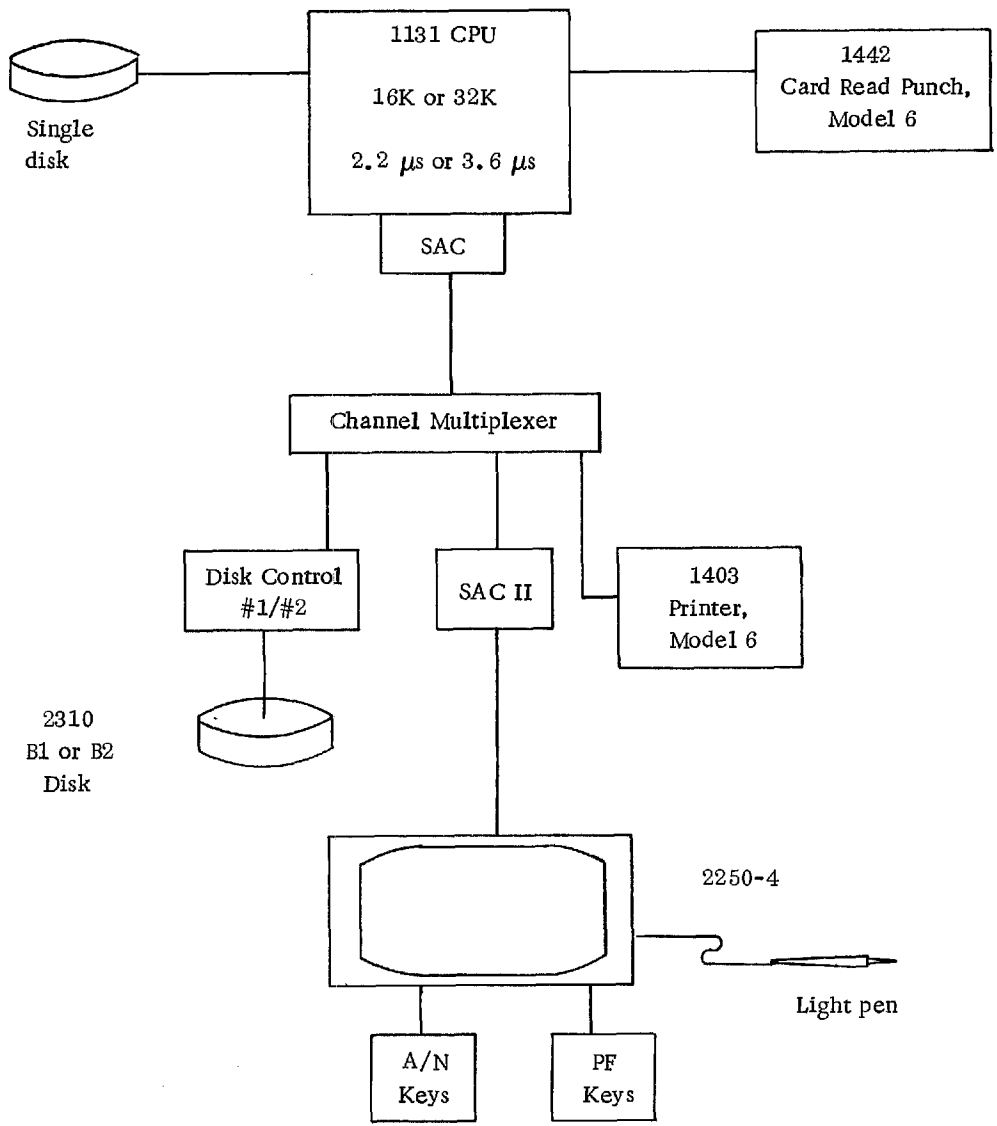 1131 CPU
16K or 32K
2.2 μs or 3.6 μs
Single
disk
1442
Card Read Punch,
Model 6
SAC
Channel Multiplexer
Disk Control
#1/#2
SAC II
1403
Printer,
Model 6
2310
B1 or B2
Disk
2250-4
Light pen
A/N
Keys
PF
Keys